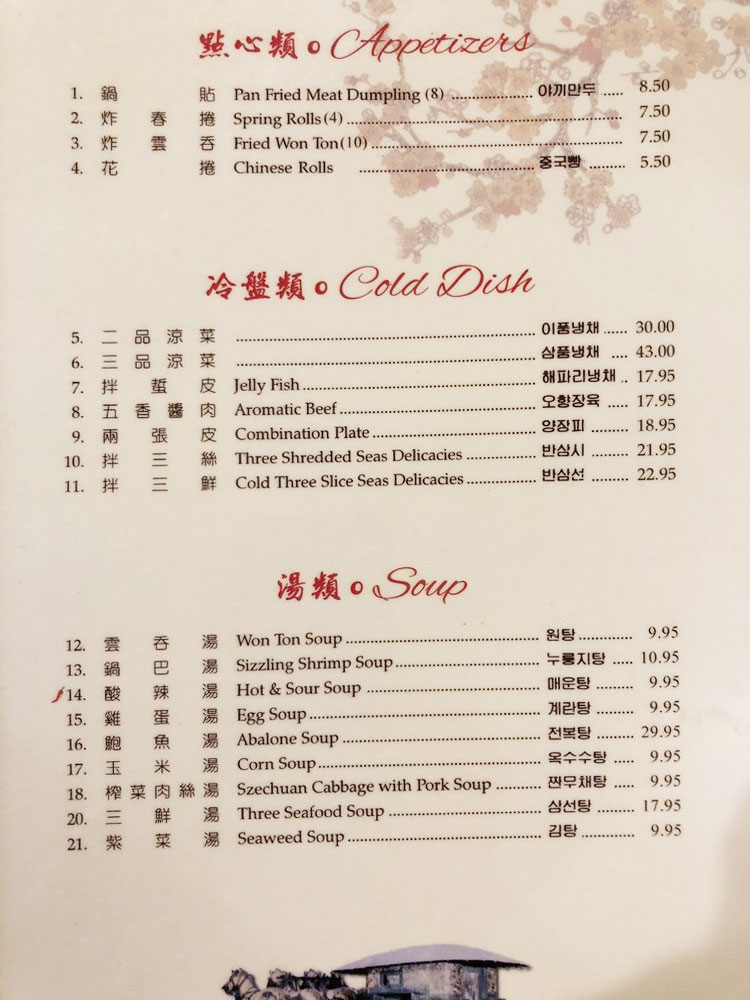 點心類 Appetizers
1. 鍋 貼 Pan Fried Meat Dumpling (8) .................. 야끼만두 ..... 8.50
2. 炸 春 捲 Spring Rolls(4) ............................................................ 7.50
3. 炸 雲 吞 Fried Won Ton(10) ...................................................... 7.50
4. 花 捲 Chinese Rolls ....................................... 중국빵 ......... 5.50
冷盤類 Cold Dish
5. 二 品 涼 菜 .................................................................. 이품냉채 ...... 30.00
6. 三 品 涼 菜 .................................................................. 삼품냉채 .... 43.00
7. 拌 蜇 皮 Jelly Fish ................................................... 해파리냉채 .. 17.95
8. 五 香 醬 肉 Aromatic Beef ........................................... 오향장육 ..... 17.95
9. 兩 張 皮 Combination Plate .................................... 양장피 ......... 18.95
10. 拌 三 絲 Three Shredded Seas Delicacies ................ 반삼시 ......... 21.95
11. 拌 三 鮮 Cold Three Slice Seas Delicacies ............... 반삼선 ......... 22.95
湯類 Soup
12. 雲 吞 湯 Won Ton Soup .......................................... 원탕 ............ 9.95
13. 鍋 巴 湯 Sizzling Shrimp Soup ............................... 누룽지탕 ..... 10.95
14. 酸 辣 湯 Hot & Sour Soup ..................................... 매운탕 ......... 9.95
15. 雞 蛋 湯 Egg Soup .................................................. 계란탕 ......... 9.95
16. 鮑 魚 湯 Abalone Soup ........................................... 전복탕 ......... 29.95
17. 玉 米 湯 Corn Soup ................................................ 옥수수탕 ..... 9.95
18. 榨 菜 肉 絲 湯 Szechuan Cabbage with Pork Soup .......... 짠무채탕 ..... 9.95
20. 三 鮮 湯 Three Seafood Soup ................................. 삼선탕 ......... 17.95
21. 紫 菜 湯 Seaweed Soup .......................................... 김탕 ............. 9.95